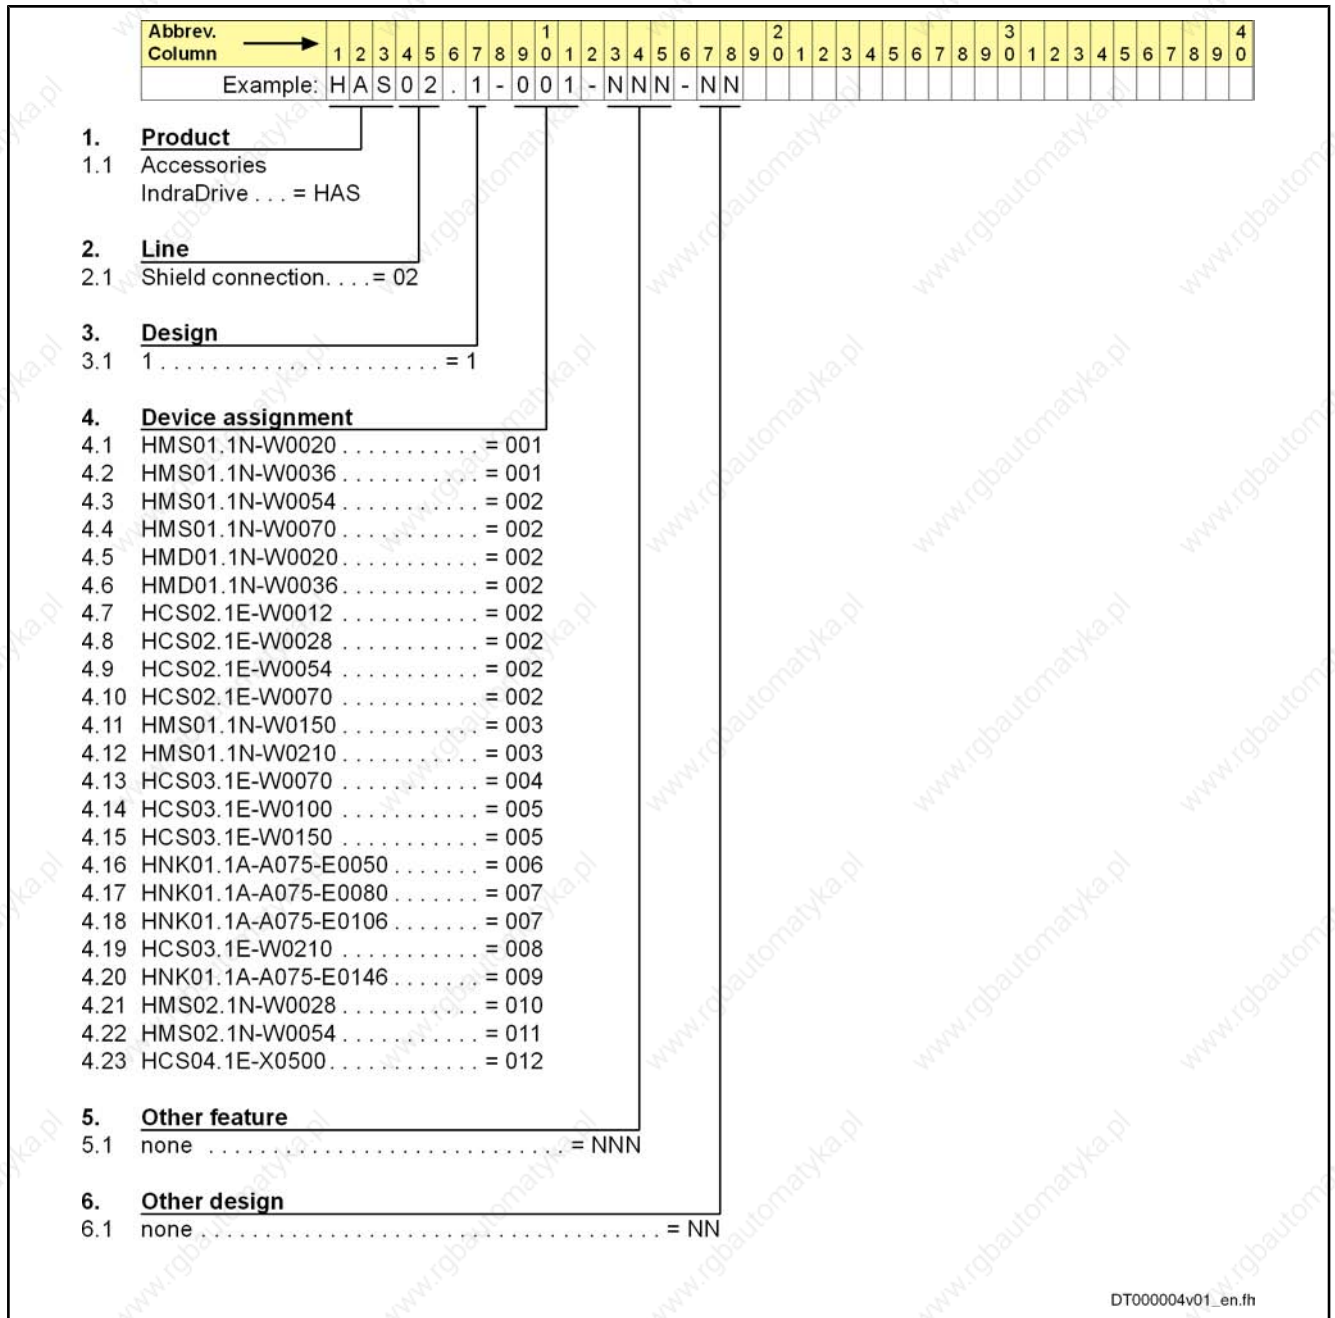 Abbrev. 1 2 3 4
Column 1 2 3 4 5 6 7 8 9 0 1 2 3 4 5 6 7 8 9 0 1 2 3 4 5 6 7 8 9 0 1 2 3 4 5 6 7 8 9 0
Example: HAS02.1-001-NNN-NN
1. Product
1.1 Accessories
IndraDrive . . . = HAS
2. Line
2.1 Shield connection. . . . = 02
3. Design
3.1 1 . . . . . . . . . . . . . . . . . . . . . . = 1
4. Device assignment
4.1 HMS01.1N-W0020 . . . . . . . . . . . = 001
4.2 HMS01.1N-W0036 . . . . . . . . . . . = 001
4.3 HMS01.1N-W0054 . . . . . . . . . . . = 002
4.4 HMS01.1N-W0070 . . . . . . . . . . . = 002
4.5 HMD01.1N-W0020. . . . . . . . . . . = 002
4.6 HMD01.1N-W0036. . . . . . . . . . . = 002
4.7 HCS02.1E-W0012 . . . . . . . . . . . = 002
4.8 HCS02.1E-W0028 . . . . . . . . . . . = 002
4.9 HCS02.1E-W0054 . . . . . . . . . . . = 002
4.10 HCS02.1E-W0070 . . . . . . . . . . . = 002
4.11 HMS01.1N-W0150 . . . . . . . . . . . = 003
4.12 HMS01.1N-W0210 . . . . . . . . . . . = 003
4.13 HCS03.1E-W0070 . . . . . . . . . . . = 004
4.14 HCS03.1E-W0100 . . . . . . . . . . . = 005
4.15 HCS03.1E-W0150 . . . . . . . . . . . = 005
4.16 HNK01.1A-A075-E0050 . . . . . . . = 006
4.17 HNK01.1A-A075-E0080 . . . . . . . = 007
4.18 HNK01.1A-A075-E0106 . . . . . . . = 007
4.19 HCS03.1E-W0210 . . . . . . . . . . . = 008
4.20 HNK01.1A-A075-E0146 . . . . . . . = 009
4.21 HMS02.1N-W0028 . . . . . . . . . . . = 010
4.22 HMS02.1N-W0054 . . . . . . . . . . . = 011
4.23 HCS04.1E-X0500. . . . . . . . . . . . = 012
5. Other feature
5.1 none . . . . . . . . . . . . . . . . . . . . . . . . . . . . = NNN
6. Other design
6.1 none . . . . . . . . . . . . . . . . . . . . . . . . . . . . . . . . . . . . = NN
DT000004v01_en.fh
www.rgbautomatyka.pl